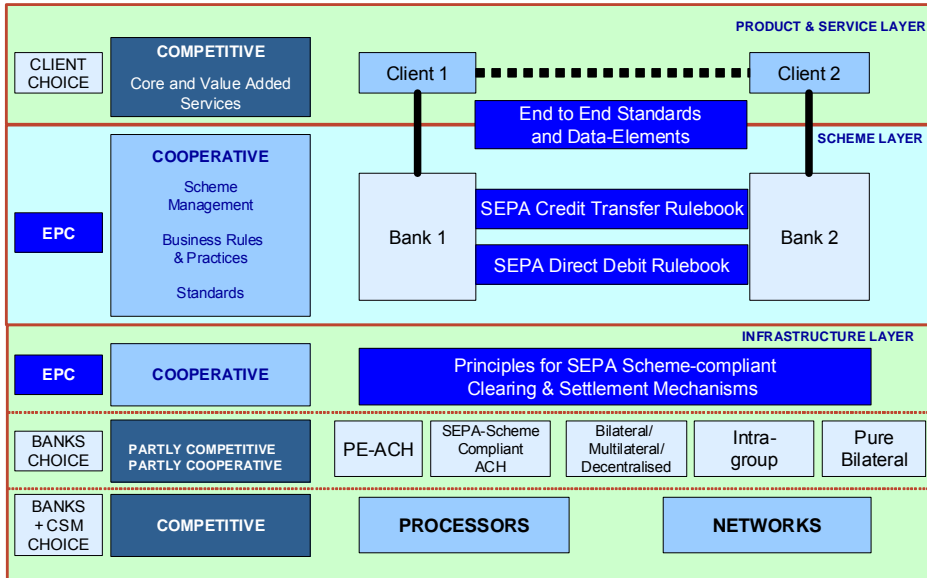 PRODUCT & SERVICE LAYER
CLIENT
CHOICE
COMPETITIVE
Core and Value Added
Services
Client 1
Client 2
End to End Standards
and Data-Elements
SCHEME LAYER
EPC
COOPERATIVE
Scheme
Management
Business Rules
& Practices
Standards
Bank 1
SEPA Credit Transfer Rulebook
SEPA Direct Debit Rulebook
Bank 2
INFRASTRUCTURE LAYER
EPC
COOPERATIVE
Principles for SEPA Scheme-compliant
Clearing & Settlement Mechanisms
BANKS
CHOICE
PARTLY COMPETITIVE
PARTLY COOPERATIVE
PE-ACH
SEPA-Scheme
Compliant
ACH
Bilateral/
Multilateral/
Decentralised
Intra-
group
Pure
Bilateral
BANKS
+ CSM
CHOICE
COMPETITIVE
PROCESSORS
NETWORKS